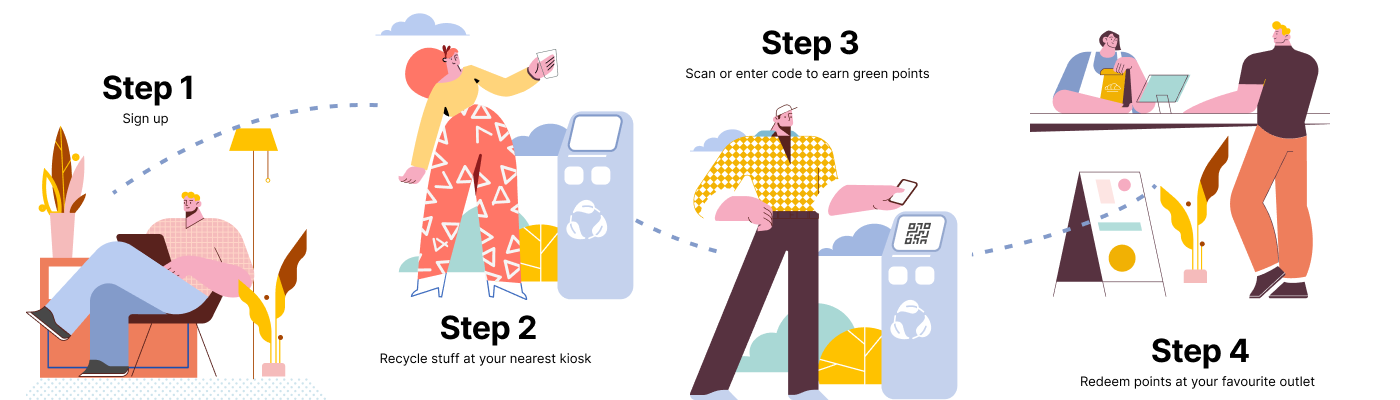 Step 1
Sign up
Step 2
Recycle stuff at your nearest kiosk
Step 3
Scan or enter code to earn green points
Step 4
Redeem points at your favourite outlet